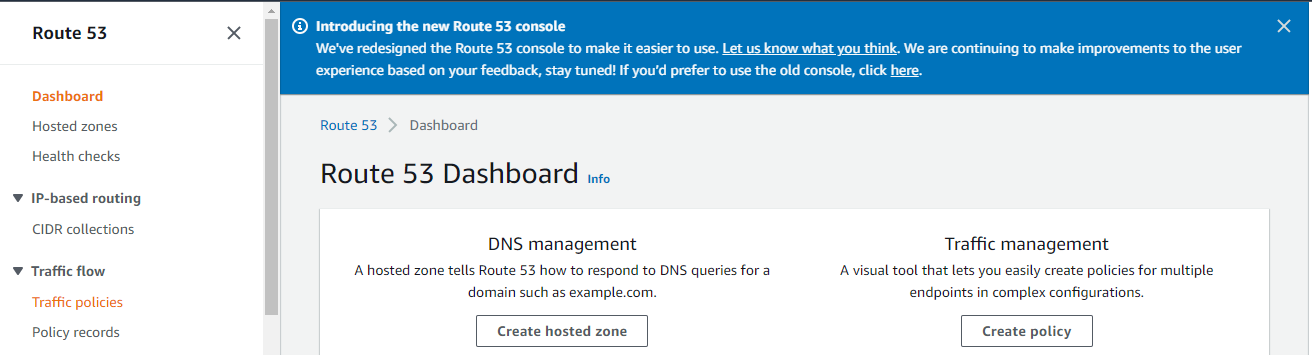 Route 53
Dashboard
Hosted zones
Health checks
IP-based routing
CIDR collections
Traffic flow
Traffic policies
Policy records
Introducing the new Route 53 console
We've redesigned the Route 53 console to make it easier to use. Let us know what you think. We are continuing to make improvements to the user
experience based on your feedback, stay tuned! If you'd prefer to use the old console, click here.
Route 53 Dashboard
Route 53 Dashboard Info
DNS management
A hosted zone tells Route 53 how to respond to DNS queries for a
domain such as example.com.
Create hosted zone
Traffic management
A visual tool that lets you easily create policies for multiple
endpoints in complex configurations.
Create policy